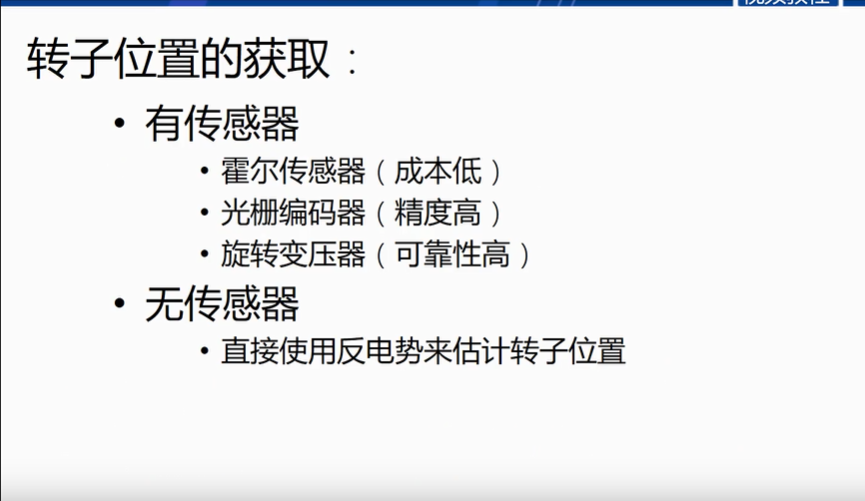 转子位置的获取：
• 有传感器
• 霍尔传感器（成本低）
• 光栅编码器（精度高）
• 旋转变压器（可靠性高）
• 无传感器
• 直接使用反电势来估计转子位置